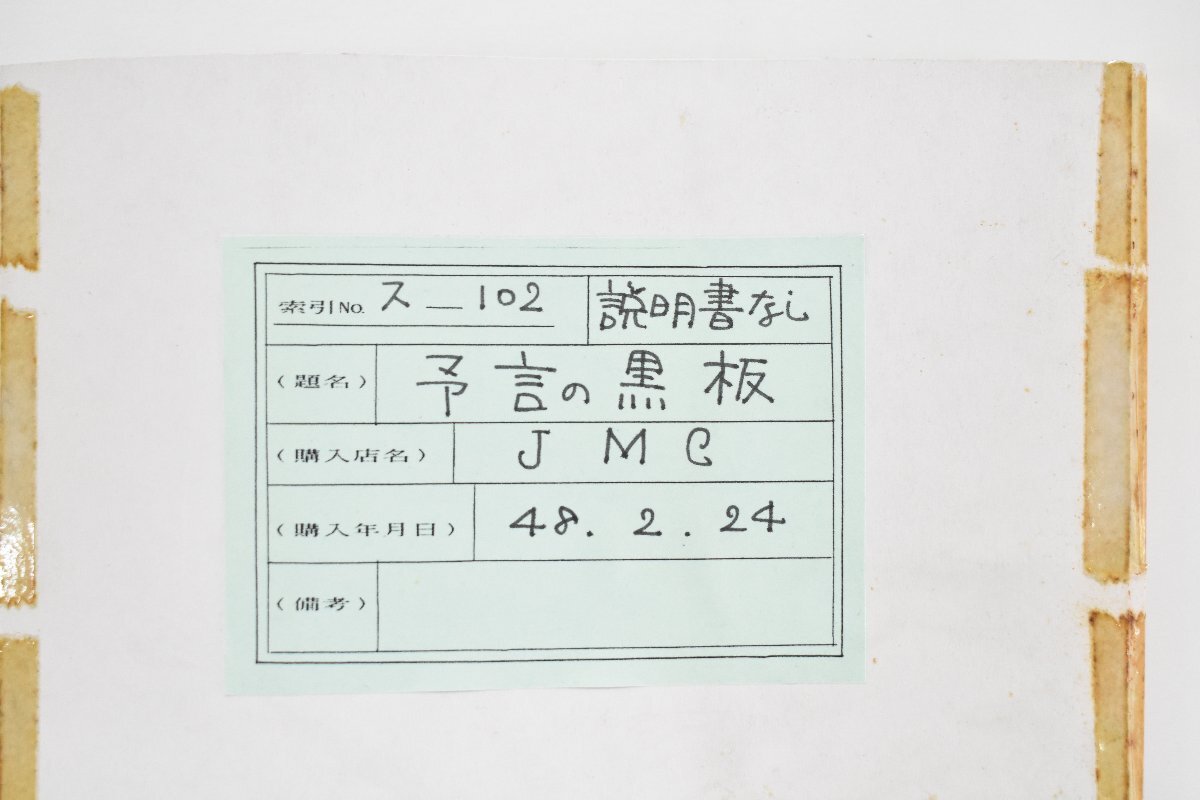 索引No. ス—102 説明書なし
（題名） 予言の黒板
（購入店名） JMC
（購入年月日） 48.2.24
（備考）